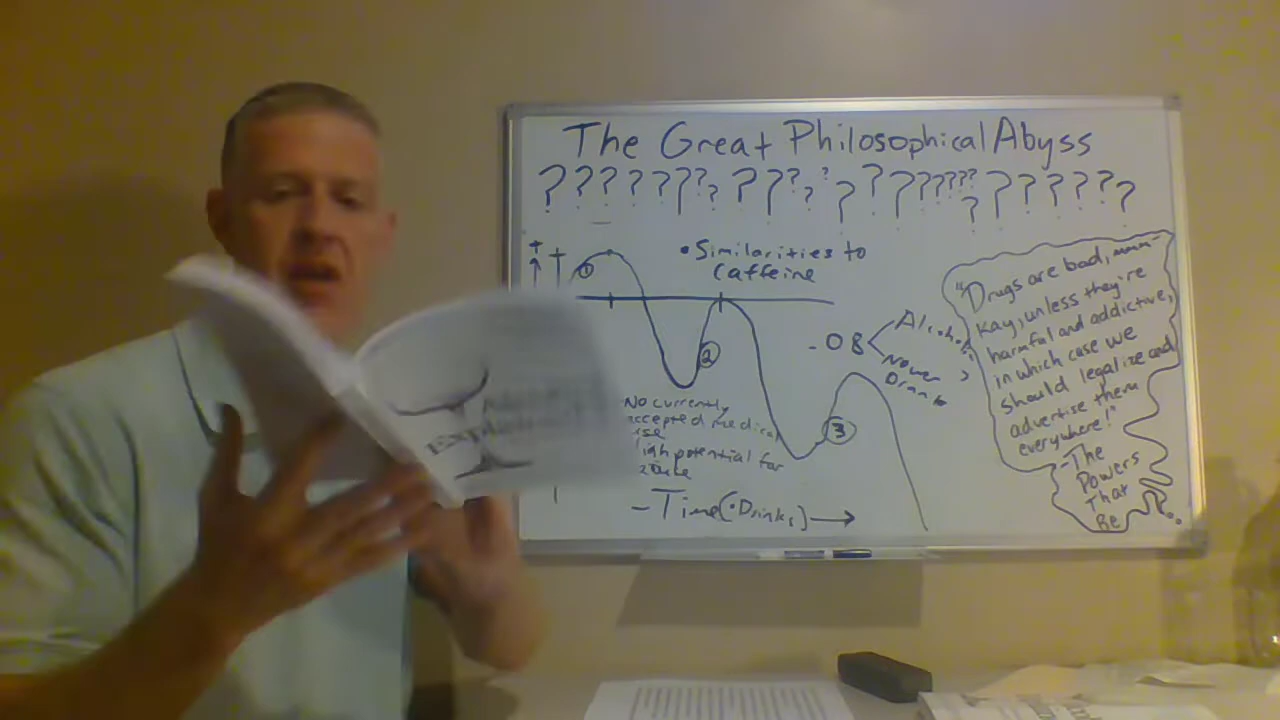 The Great Philosophical Abyss
? ? ? ? ? ? ? ? ? ? ? ? ? ? ? ? ? ? ? ? ? ? ? ? ? ? ? ?
+
①
• Similarities to
caffeine
②
③
.08
Alcohol
Never
Drank
No currently
accepted medical
use
High potential for
abuse
- Time (• Drinks)
"Drugs are bad, mmm-
kay, unless they're
harmful and addictive,
in which case we
should legalize and
advertise them
everywhere!"
- The
Powers
That
Be